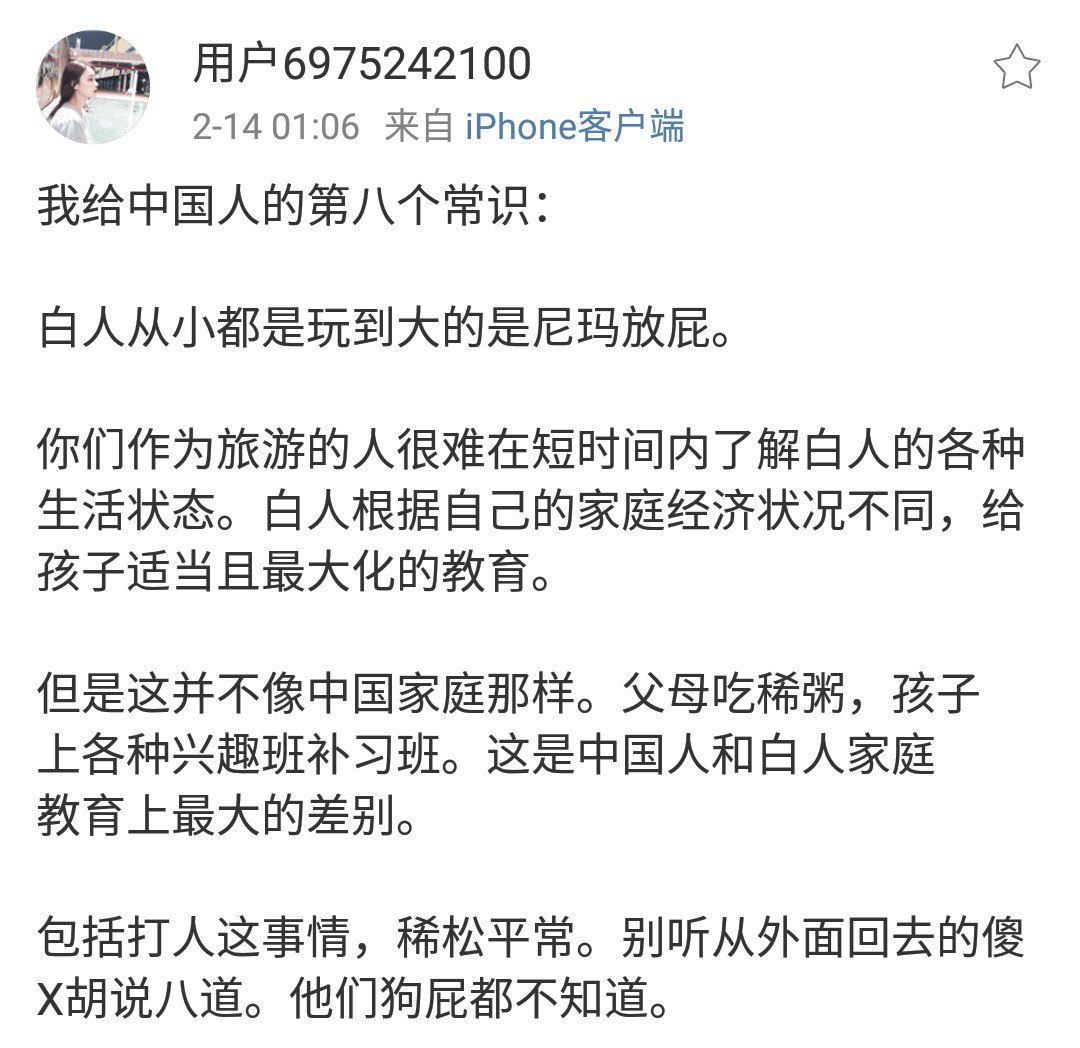 用户6975242100
2-14 01:06 来自 iPhone客户端
我给中国人的第八个常识：
白人从小都是玩到大的是尼玛放屁。
你们作为旅游的人很难在短时间内了解白人的各种
生活状态。白人根据自己的家庭经济状况不同，给
孩子适当且最大化的教育。
但是这并不像中国家庭那样。父母吃稀粥，孩子
上各种兴趣班补习班。这是中国人和白人家庭
教育上最大的差别。
包括打人这事情，稀松平常。别听从外面回去的傻
X胡说八道。他们狗屁都不知道。